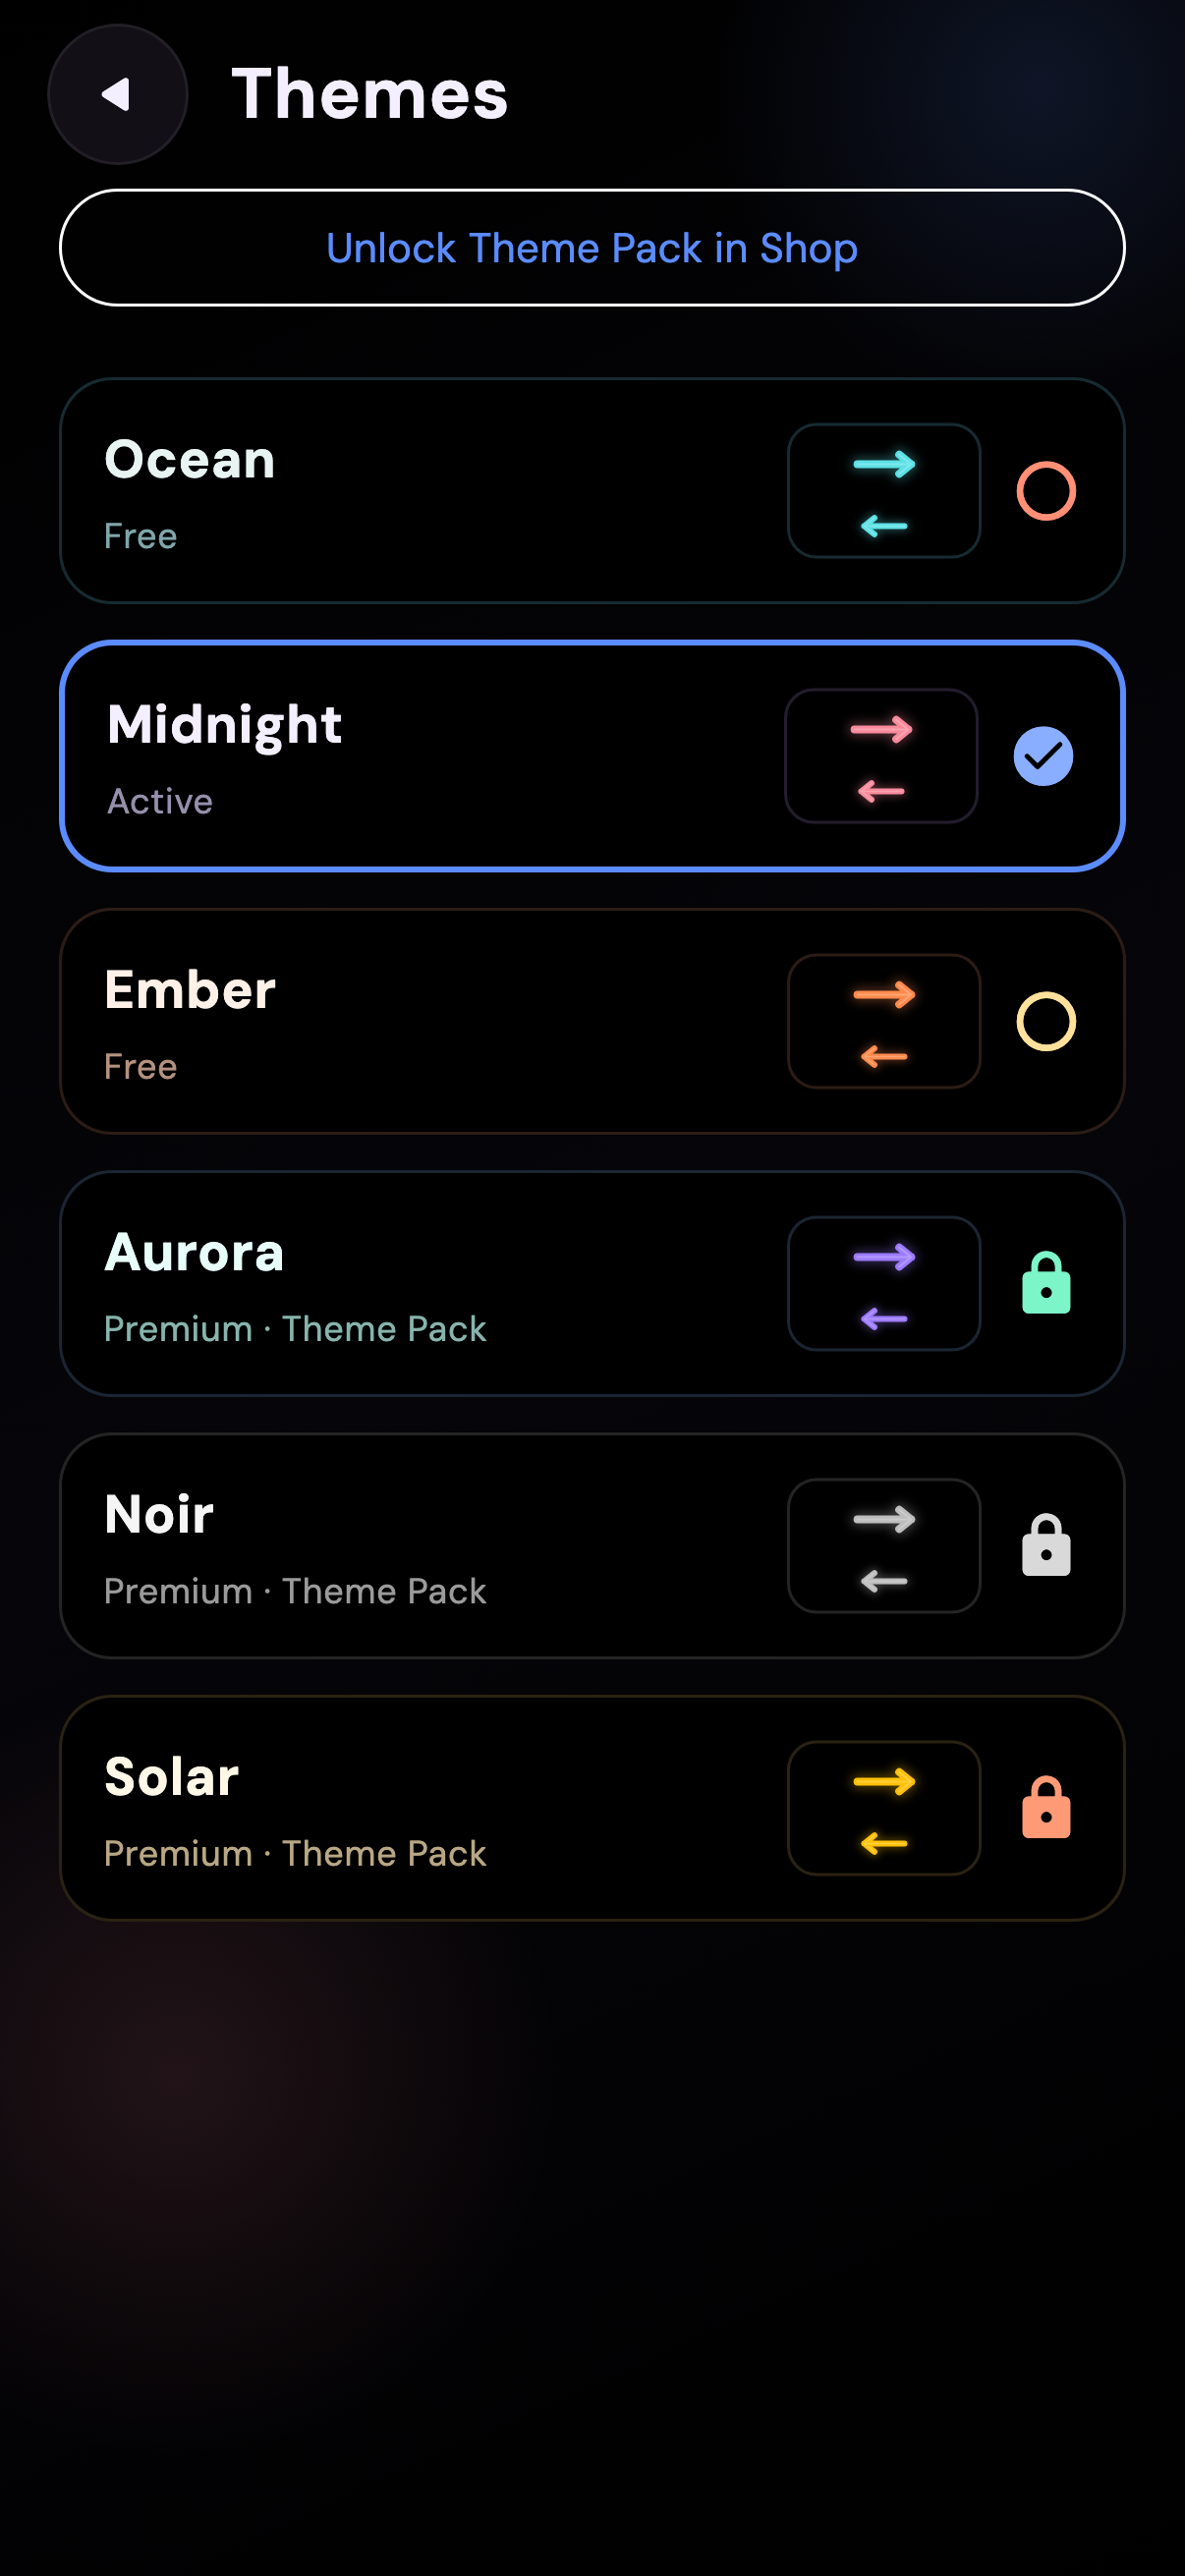 Themes
Unlock Theme Pack in Shop
Ocean
Free
Midnight
Active
Ember
Free
Aurora
Premium · Theme Pack
Noir
Premium · Theme Pack
Solar
Premium · Theme Pack